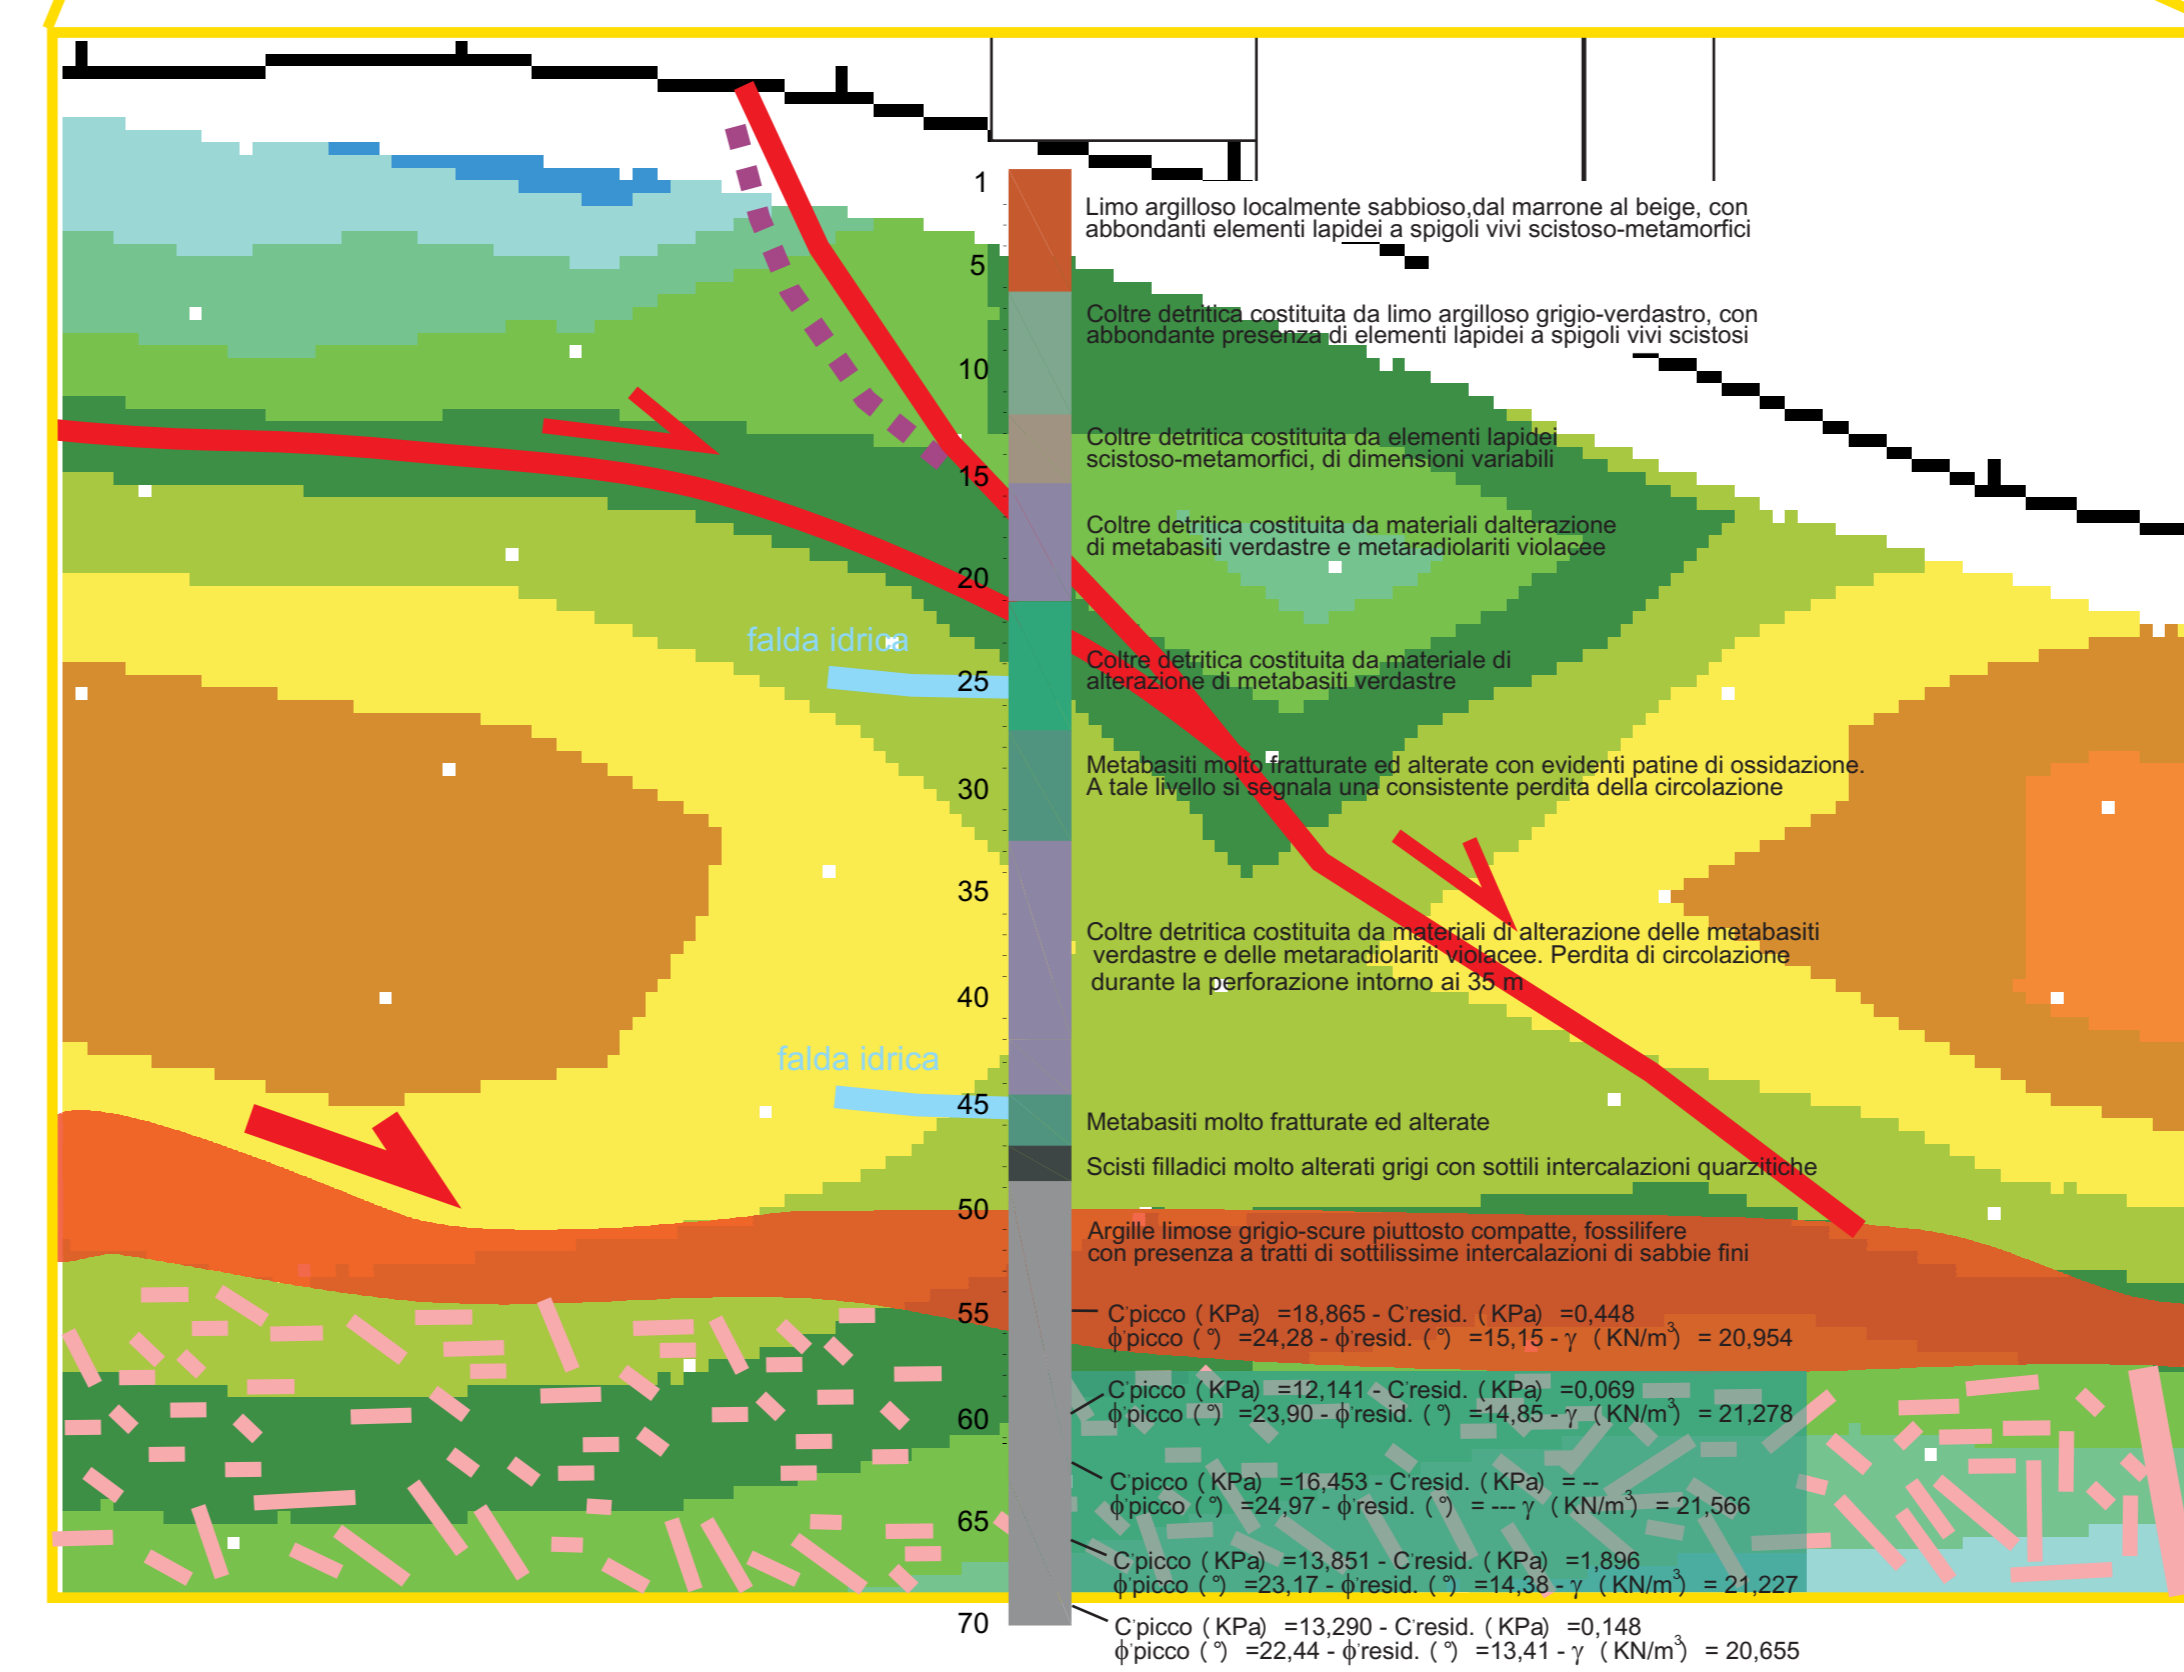 1
Limo argilloso localmente sabbioso,dal marrone al beige, con
abbondanti elementi lapidei a spigoli vivi scistoso-metamorfici
5
Coltre detritica costituita da limo argilloso grigio-verdastro, con
abbondante presenza di elementi lapidei a spigoli vivi scistosi
10
Coltre detritica costituita da elementi lapidei
scistoso-metamorfici, di dimensioni variabili
15
Coltre detritica costituita da materiali dalterazione
di metabasiti verdastre e metaradiolariti violacee
20
falda idrica
Coltre detritica costituita da materiale di
alterazione di metabasiti verdastre
25
Metabasiti molto fratturate ed alterate con evidenti patine di ossidazione.
A tale livello si segnala una consistente perdita della circolazione
30
35
Coltre detritica costituita da materiali di alterazione delle metabasiti
verdastre e delle metaradiolariti violacee. Perdita di circolazione
durante la perforazione intorno ai 35 m
40
falda idrica
45
Metabasiti molto fratturate ed alterate
Scisti filladici molto alterati grigi con sottili intercalazioni quarzitiche
50
Argille limose grigio-scure piuttosto compatte, fossilifere
con presenza a tratti di sottilissime intercalazioni di sabbie fini
55
C'picco (KPa) =18,865 - C'resid. (KPa) =0,448
ϕ'picco (°) =24,28 - ϕ'resid. (°) =15,15 - γ (KN/m³) = 20,954
C'picco (KPa) =12,141 - C'resid. (KPa) =0,069
ϕ'picco (°) =23,90 - ϕ'resid. (°) =14,85 - γ (KN/m³) = 21,278
60
C'picco (KPa) =16,453 - C'resid. (KPa) = --
ϕ'picco (°) =24,97 - ϕ'resid. (°) = --- γ (KN/m³) = 21,566
65
C'picco (KPa) =13,851 - C'resid. (KPa) =1,896
ϕ'picco (°) =23,17 - ϕ'resid. (°) =14,38 - γ (KN/m³) = 21,227
70
C'picco (KPa) =13,290 - C'resid. (KPa) =0,148
ϕ'picco (°) =22,44 - ϕ'resid. (°) =13,41 - γ (KN/m³) = 20,655